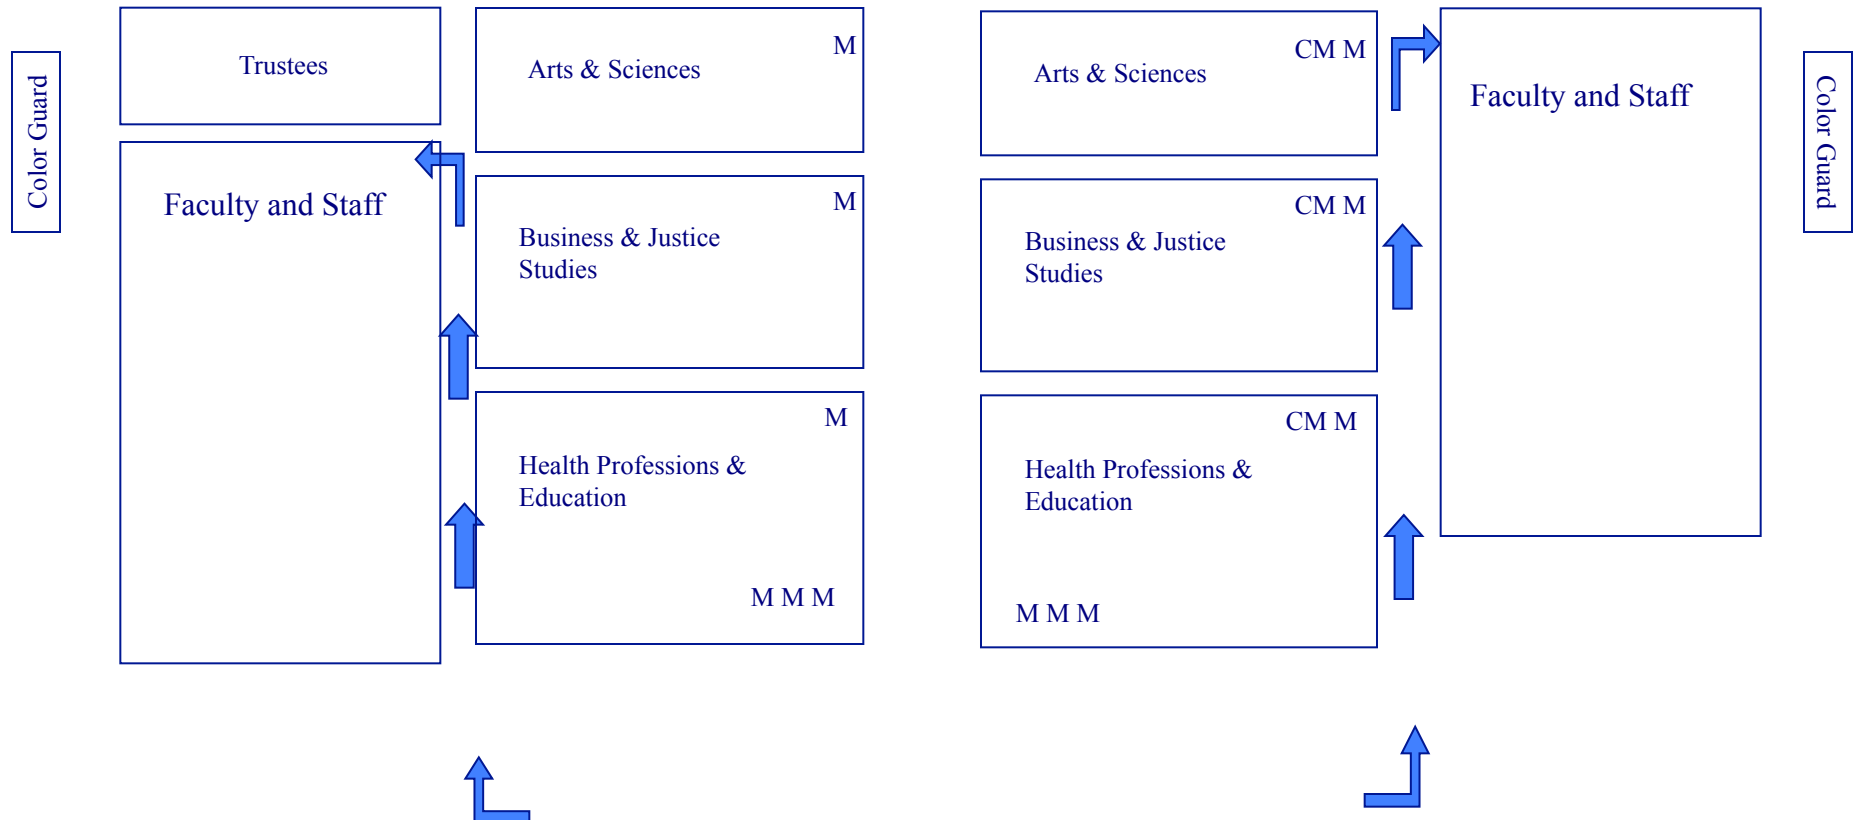 Color Guard
Trustees
Faculty and Staff
M
Arts & Sciences
M
Business & Justice
Studies
M
Health Professions &
Education
M M M
CM M
Arts & Sciences
CM M
Business & Justice
Studies
CM M
Health Professions &
Education
M M M
Faculty and Staff
Color Guard